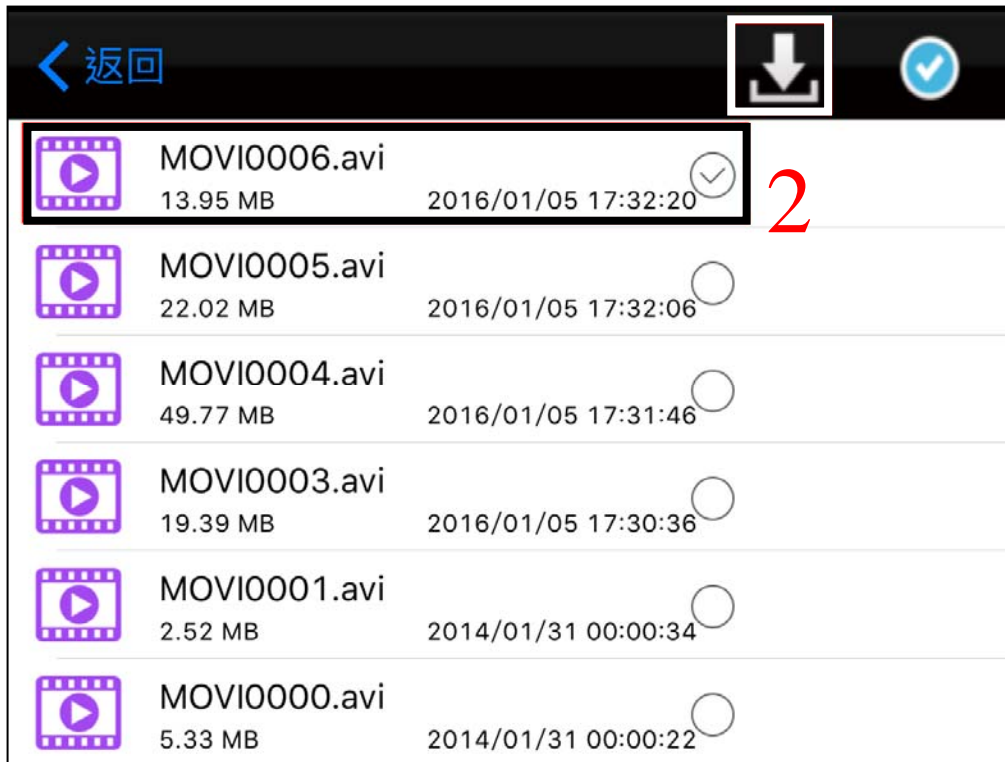 返回
MOVI0006.avi
13.95 MB 2016/01/05 17:32:20
2
MOVI0005.avi
22.02 MB 2016/01/05 17:32:06
MOVI0004.avi
49.77 MB 2016/01/05 17:31:46
MOVI0003.avi
19.39 MB 2016/01/05 17:30:36
MOVI0001.avi
2.52 MB 2014/01/31 00:00:34
MOVI0000.avi
5.33 MB 2014/01/31 00:00:22